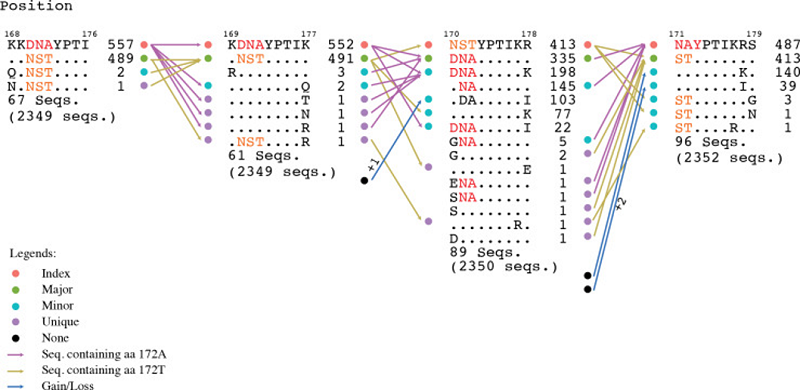 Position
168 176
KKDNAYPTI 557
..NST.... 489
Q.NST.... 2
N.NST.... 1
67 Seqs.
(2349 seqs.)
169 177
KDNAYPTIK 552
.NST..... 491
R........ 3
........Q 2
........T 1
........N 1
........R 1
.NST....R 1
61 Seqs.
(2349 seqs.)
+1
170 178
NSTYPTIKR 413
DNA...... 335
DNA.....K 198
.NA...... 145
.DA.....I 103
........K 77
DNA.....I 22
GNA...... 5
G........ 2
........E 1
ENA...... 1
SNA...... 1
S........ 1
.......R. 1
D........ 1
89 Seqs.
(2350 seqs.)
+2
171 179
NAYPTIKRS 487
ST....... 413
.......K. 140
.......I. 39
ST......G 3
ST......N 1
ST....R.. 1
96 Seqs.
(2352 seqs.)
Legends:
Index
Major
Minor
Unique
None
Seq. containing aa 172A
Seq. containing aa 172T
Gain/Loss